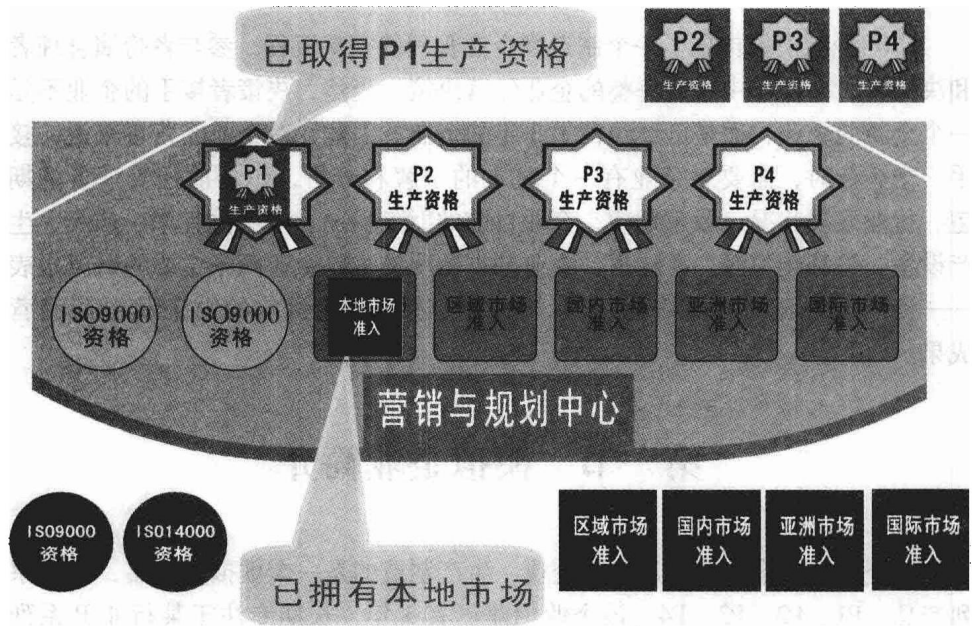 已取得P1生产资格
P2
生产资格
P3
生产资格
P4
生产资格
P1
生产资格
P2
生产资格
P3
生产资格
P4
生产资格
ISO9000
资格
ISO9000
资格
本地市场
准入
区域市场
准入
国内市场
准入
亚洲市场
准入
国际市场
准入
营销与规划中心
ISO9000
资格
ISO14000
资格
已拥有本地市场
区域市场
准入
国内市场
准入
亚洲市场
准入
国际市场
准入